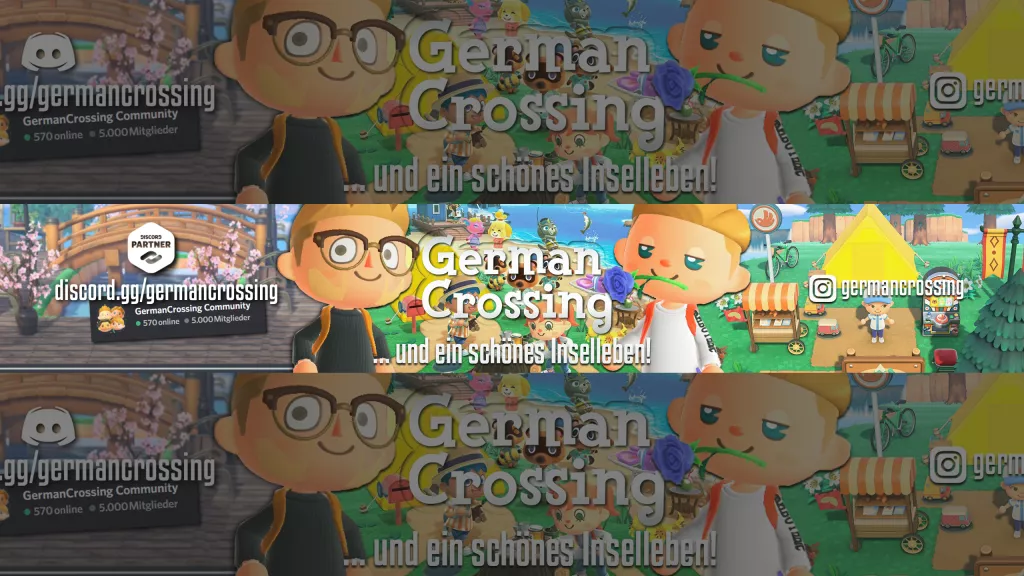 German
.gg/germancrossing
Crossing
germ
GermanCrossing Community
570 online 5.000 Mitglieder
... und ein schönes Inselleben!
DISCORD
PARTNER
German
discord.gg/germancrossing
germancrossing
Crossing
GermanCrossing Community
570 online 5.000 Mitglieder
... und ein schönes Inselleben!
German
.gg/germancrossing
Crossing
germ
GermanCrossing Community
570 online 5.000 Mitglieder
... und ein schönes Inselleben!